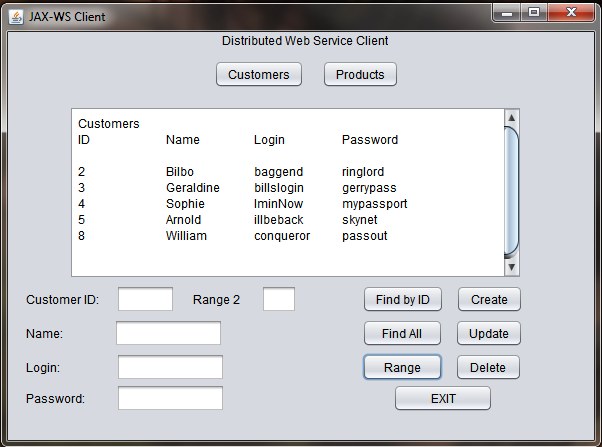 JAX-WS Client
Distributed Web Service Client
Customers Products
Customers
ID Name Login Password
2 Bilbo baggend ringlord
3 Geraldine billslogin gerrypass
4 Sophie IminNow mypassport
5 Arnold illbeback skynet
8 William conqueror passout
Customer ID: Range 2 Find by ID Create
Name: Find All Update
Login: Range Delete
Password: EXIT